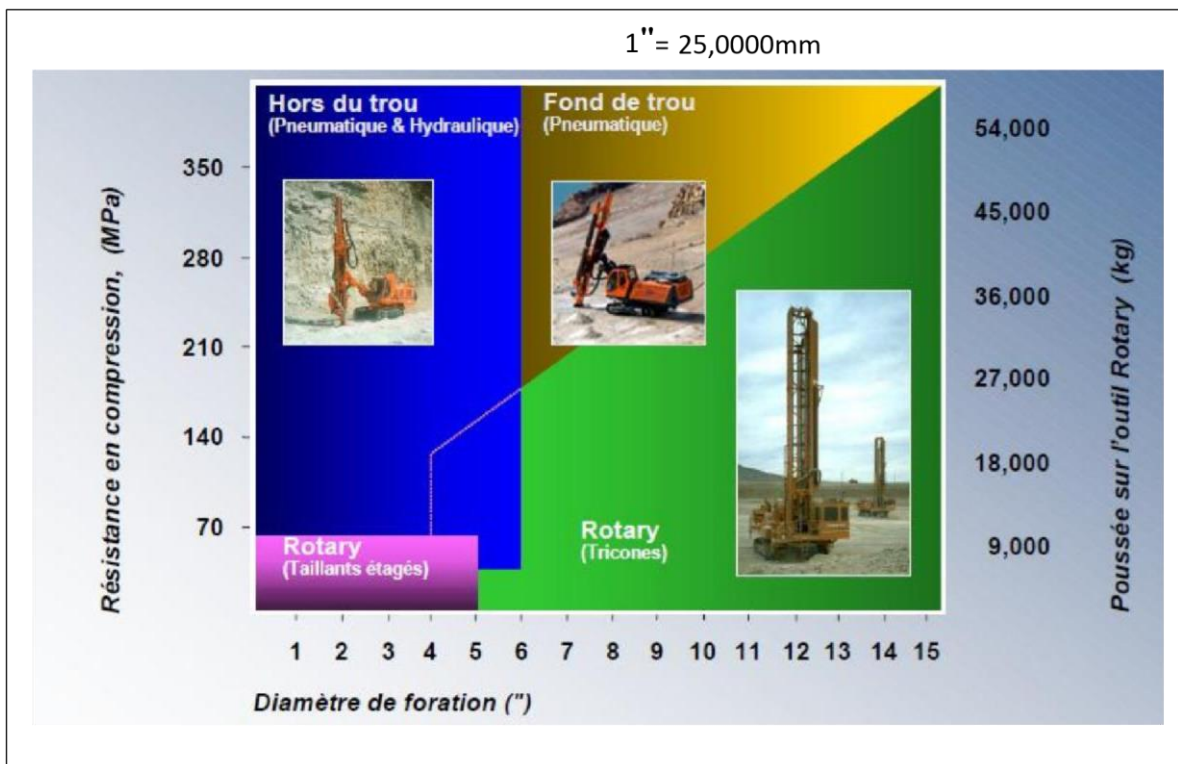 1"= 25,0000mm
Hors du trou
(Pneumatique & Hydraulique)
Fond de trou
(Pneumatique)
Résistance en compression, (MPa)
350
280
210
140
70
54,000
45,000
36,000
27,000
18,000
9,000
Poussée sur l'outil Rotary (kg)
Rotary
(Taillants étagés)
Rotary
(Tricones)
1 2 3 4 5 6 7 8 9 10 11 12 13 14 15
Diamètre de foration (")